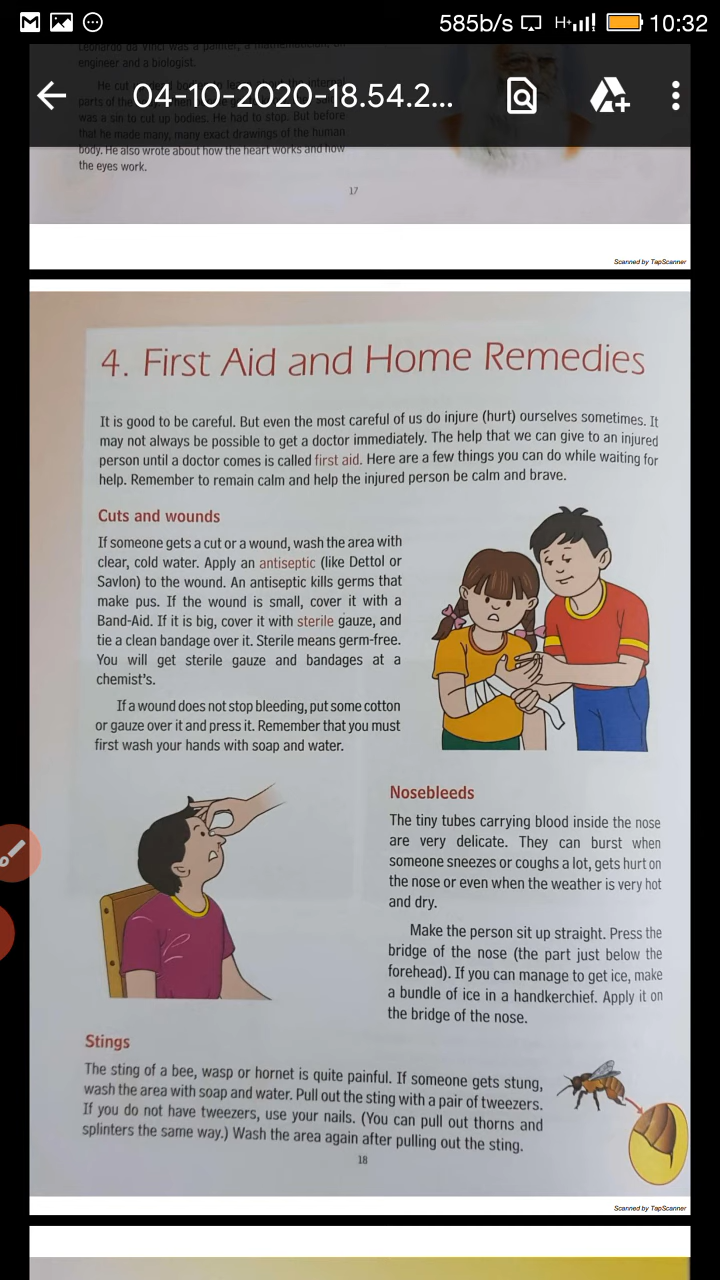 585b/s H+ 10:32
04-10-2020-18.54.2...
engineer and a biologist.
was a sin to cut up bodies. He had to stop. But before
that he made many, many exact drawings of the human
body. He also wrote about how the heart works and how
the eyes work.
17
Scanned by TapScanner
4. First Aid and Home Remedies
It is good to be careful. But even the most careful of us do injure (hurt) ourselves sometimes. It
may not always be possible to get a doctor immediately. The help that we can give to an injured
person until a doctor comes is called first aid. Here are a few things you can do while waiting for
help. Remember to remain calm and help the injured person be calm and brave.
Cuts and wounds
If someone gets a cut or a wound, wash the area with
clear, cold water. Apply an antiseptic (like Dettol or
Savlon) to the wound. An antiseptic kills germs that
make pus. If the wound is small, cover it with a
Band-Aid. If it is big, cover it with sterile gauze, and
tie a clean bandage over it. Sterile means germ-free.
You will get sterile gauze and bandages at a
chemist's.
If a wound does not stop bleeding, put some cotton
or gauze over it and press it. Remember that you must
first wash your hands with soap and water.
Nosebleeds
The tiny tubes carrying blood inside the nose
are very delicate. They can burst when
someone sneezes or coughs a lot, gets hurt on
the nose or even when the weather is very hot
and dry.
Make the person sit up straight. Press the
bridge of the nose (the part just below the
forehead). If you can manage to get ice, make
a bundle of ice in a handkerchief. Apply it on
the bridge of the nose.
Stings
The sting of a bee, wasp or hornet is quite painful. If someone gets stung,
wash the area with soap and water. Pull out the sting with a pair of tweezers.
If you do not have tweezers, use your nails. (You can pull out thorns and
splinters the same way.) Wash the area again after pulling out the sting.
18
Scanned by TapScanner